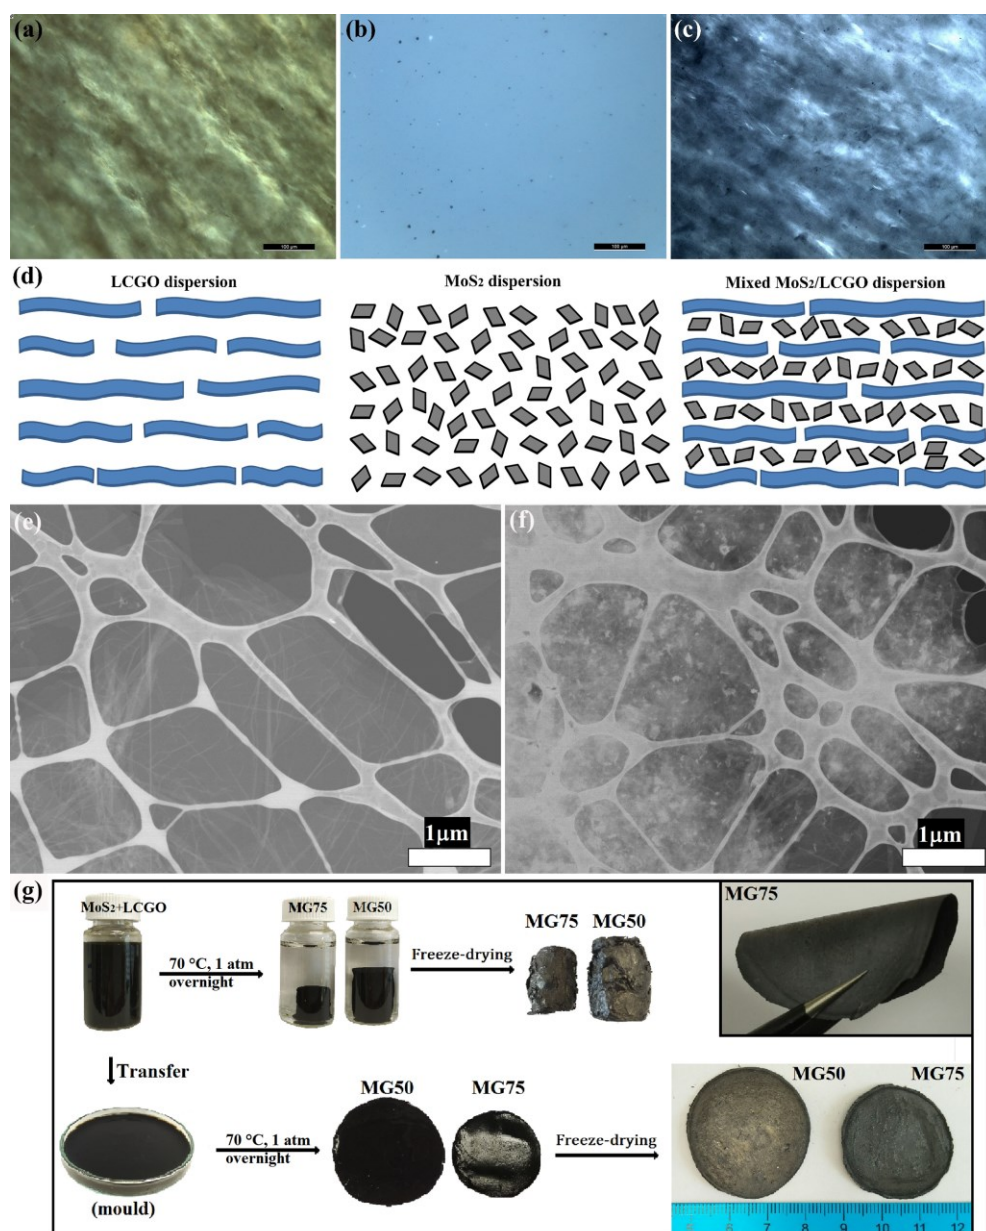 (a)
(b)
(c)
100 μm
100 μm
100 μm
(d)
LCGO dispersion
MoS2 dispersion
Mixed MoS2/LCGO dispersion
(e)
(f)
1μm
1μm
(g)
MoS2+LCGO
MG75
MG50
MG75
MG50
MG75
70 °C, 1 atm
overnight
Freeze-drying
Transfer
MG50
MG75
MG50
MG75
70 °C, 1 atm
overnight
Freeze-drying
(mould)
5 6 7 8 9 10 11 12